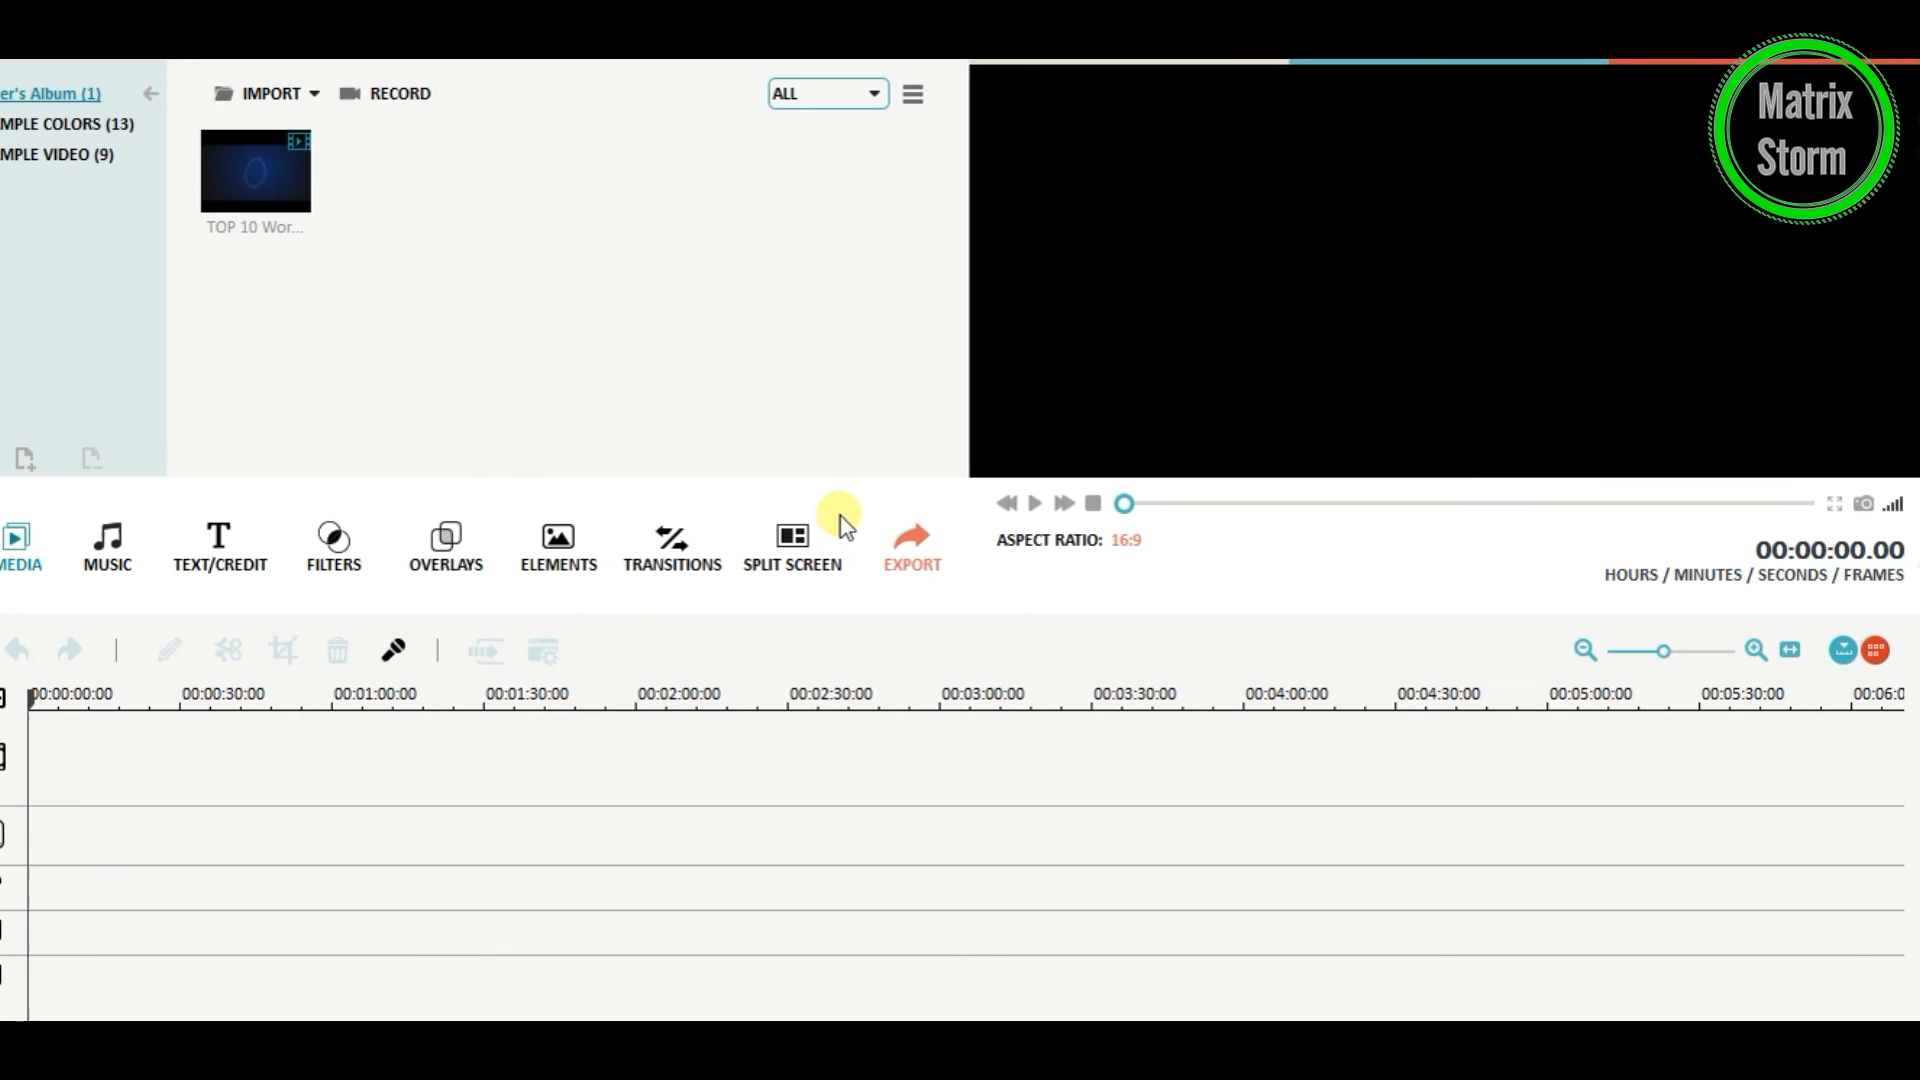 er's Album (1)
MPLE COLORS (13)
MPLE VIDEO (9)
IMPORT
RECORD
ALL
TOP 10 Wor...
Matrix
Storm
MEDIA
MUSIC
TEXT/CREDIT
FILTERS
OVERLAYS
ELEMENTS
TRANSITIONS
SPLIT SCREEN
EXPORT
ASPECT RATIO: 16:9
00:00:00.00
HOURS / MINUTES / SECONDS / FRAMES
00:00:00:00 00:00:30:00 00:01:00:00 00:01:30:00 00:02:00:00 00:02:30:00 00:03:00:00 00:03:30:00 00:04:00:00 00:04:30:00 00:05:00:00 00:05:30:00 00:06:0